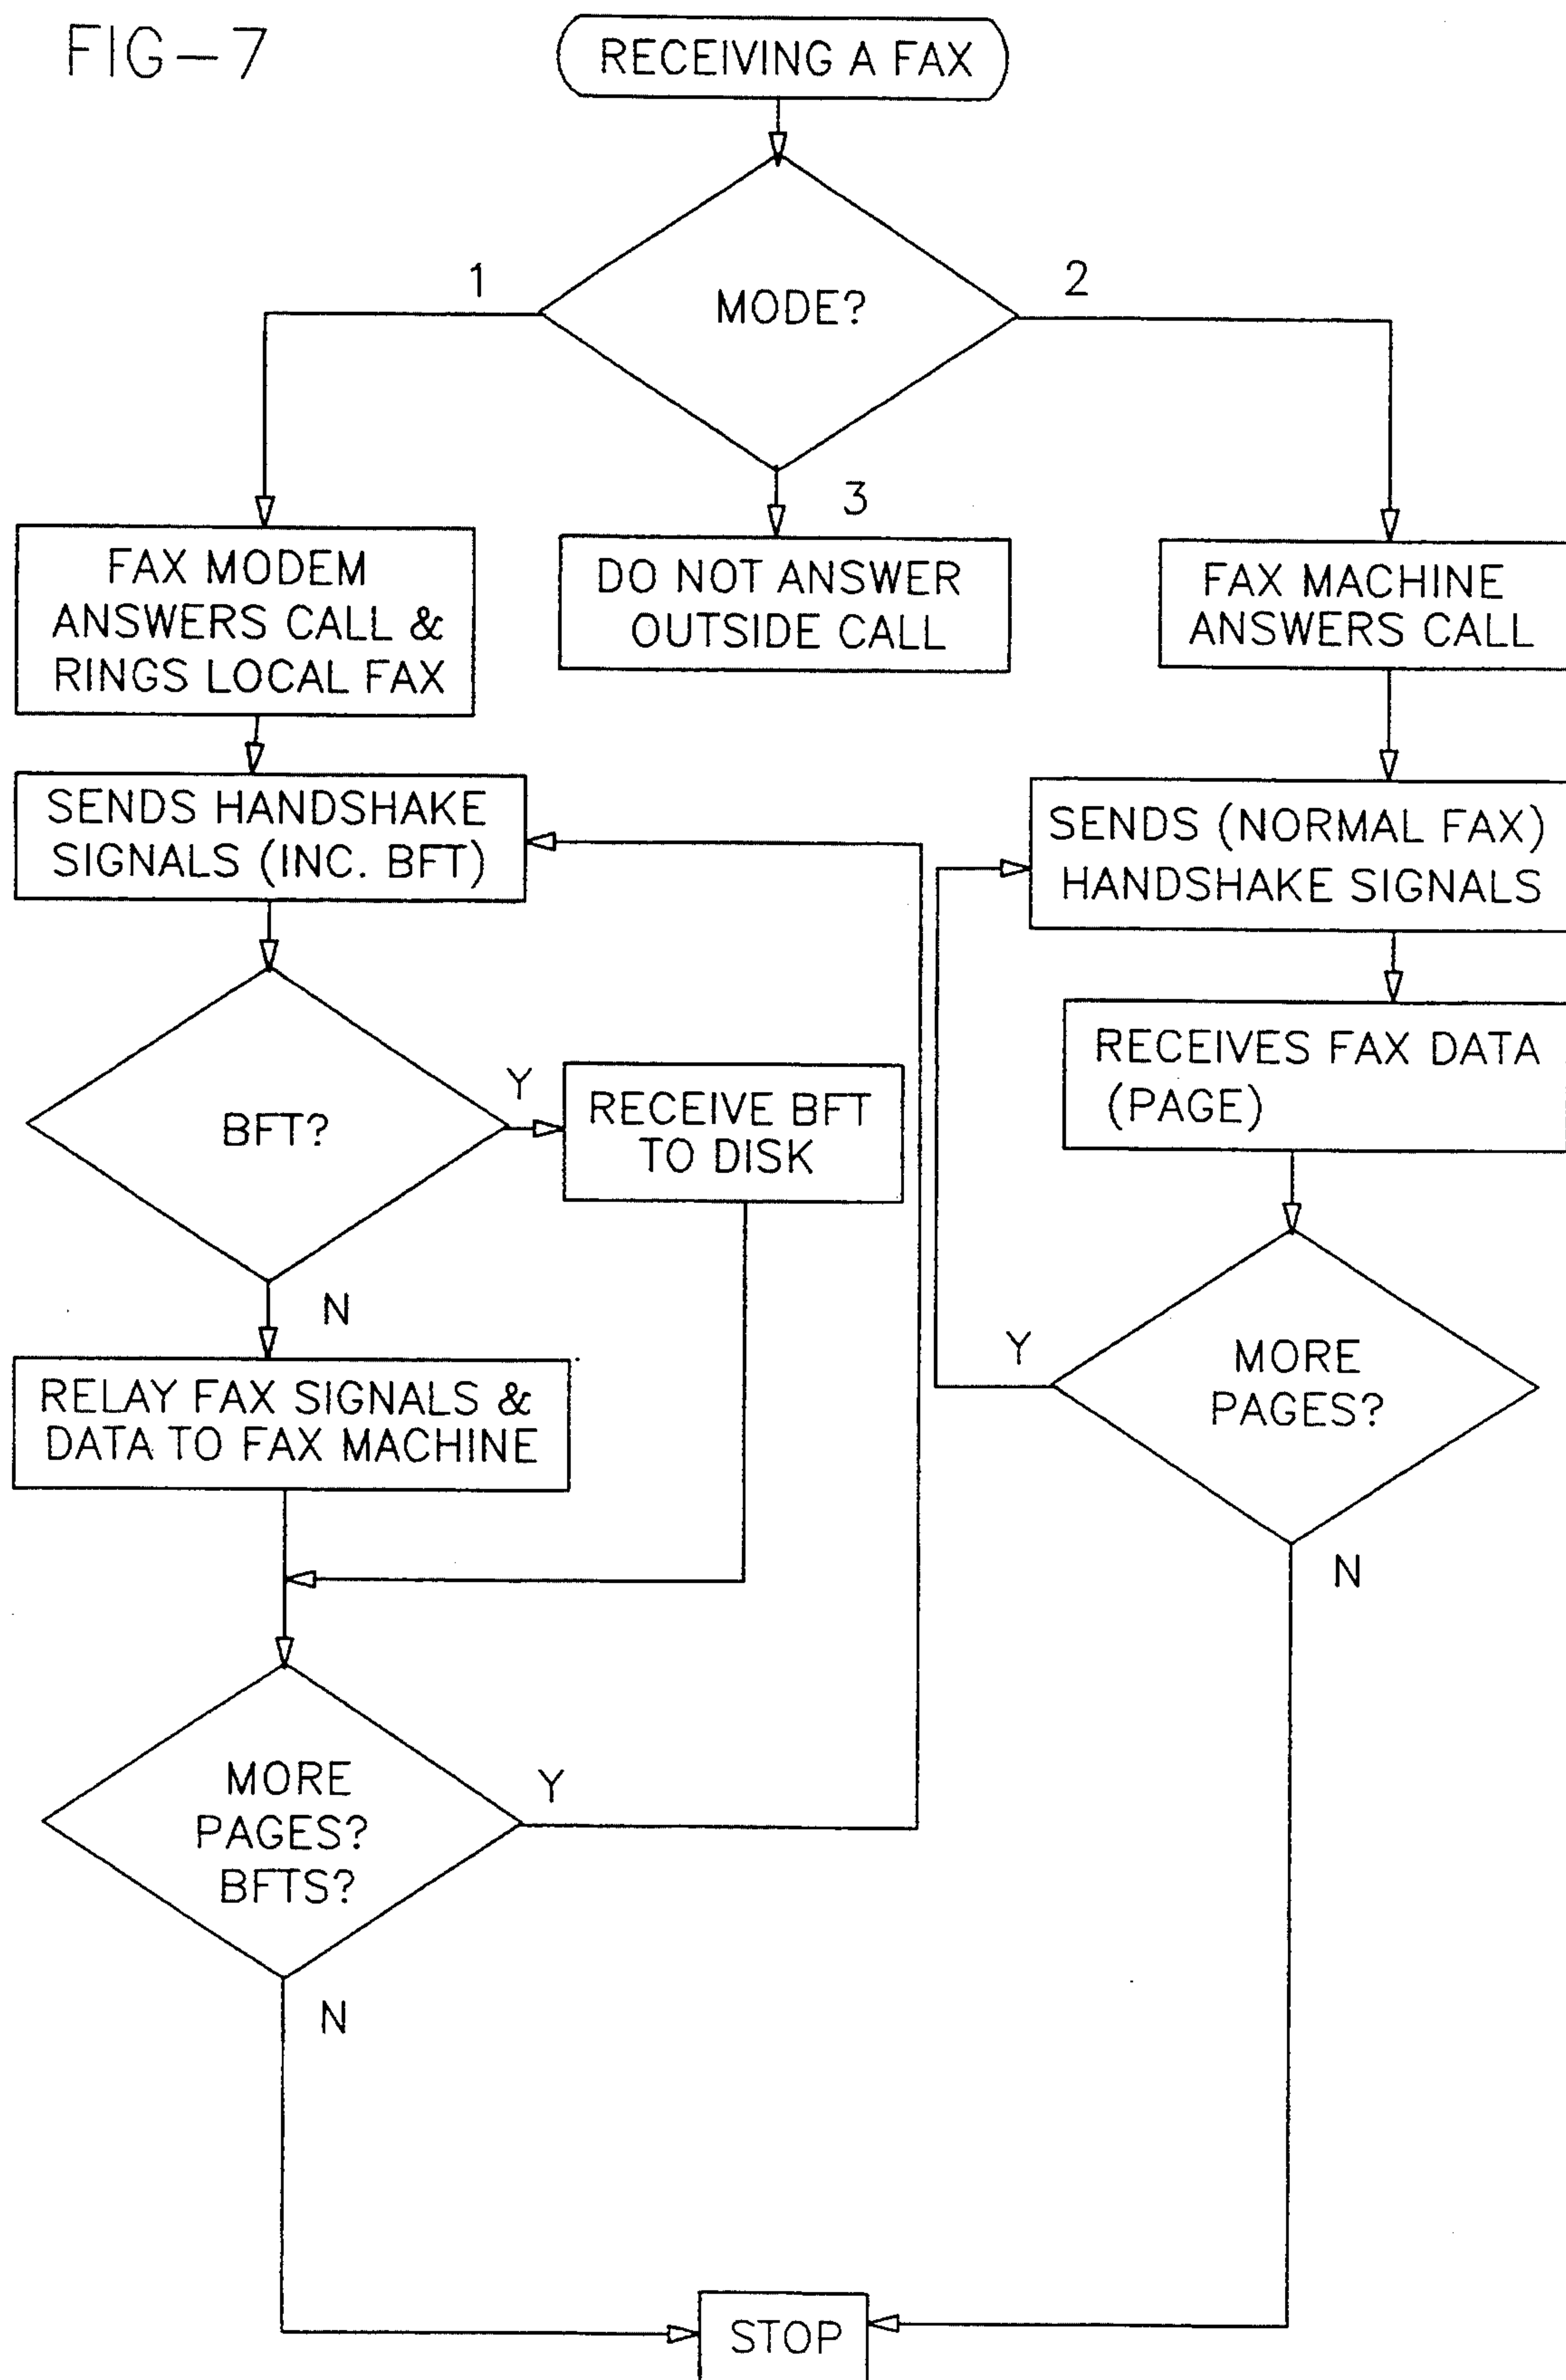 FIG-7
RECEIVING A FAX
MODE?
1
2
3
FAX MODEM
ANSWERS CALL &
RINGS LOCAL FAX
DO NOT ANSWER
OUTSIDE CALL
FAX MACHINE
ANSWERS CALL
SENDS HANDSHAKE
SIGNALS (INC. BFT)
SENDS (NORMAL FAX)
HANDSHAKE SIGNALS
BFT?
Y
RECEIVE BFT
TO DISK
RECEIVES FAX DATA
(PAGE)
N
RELAY FAX SIGNALS &
DATA TO FAX MACHINE
Y
MORE
PAGES?
N
MORE
PAGES?
BFTS?
Y
N
STOP